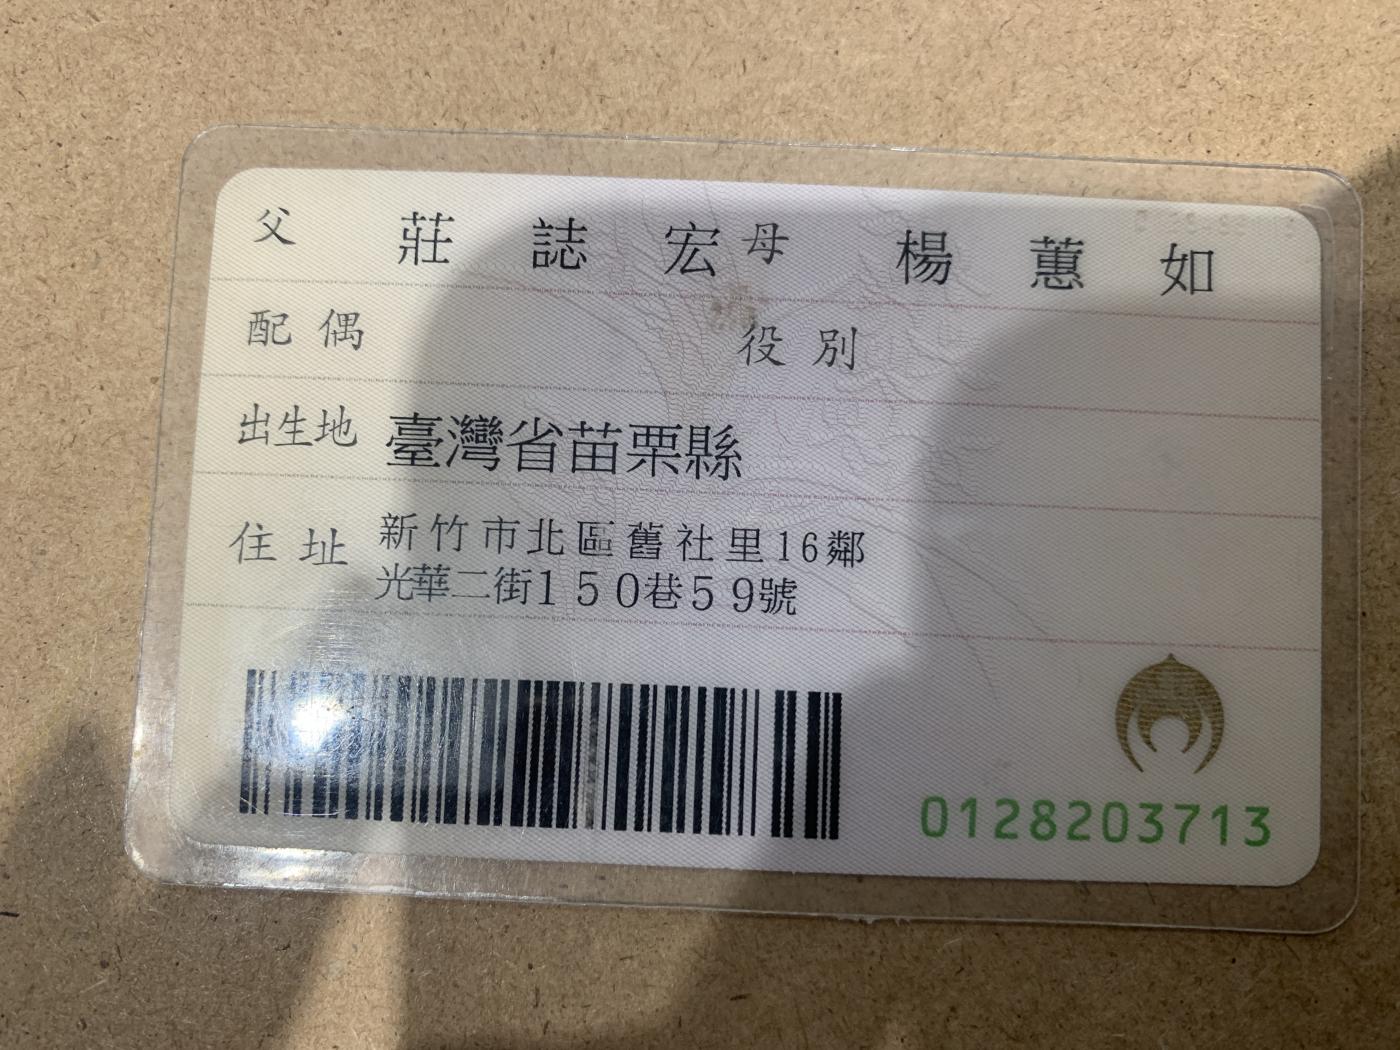 父 莊誌宏 母 楊蕙如
配偶 役別
出生地 臺灣省苗栗縣
住址 新竹市北區舊社里16鄰
光華二街150巷59號
0128203713